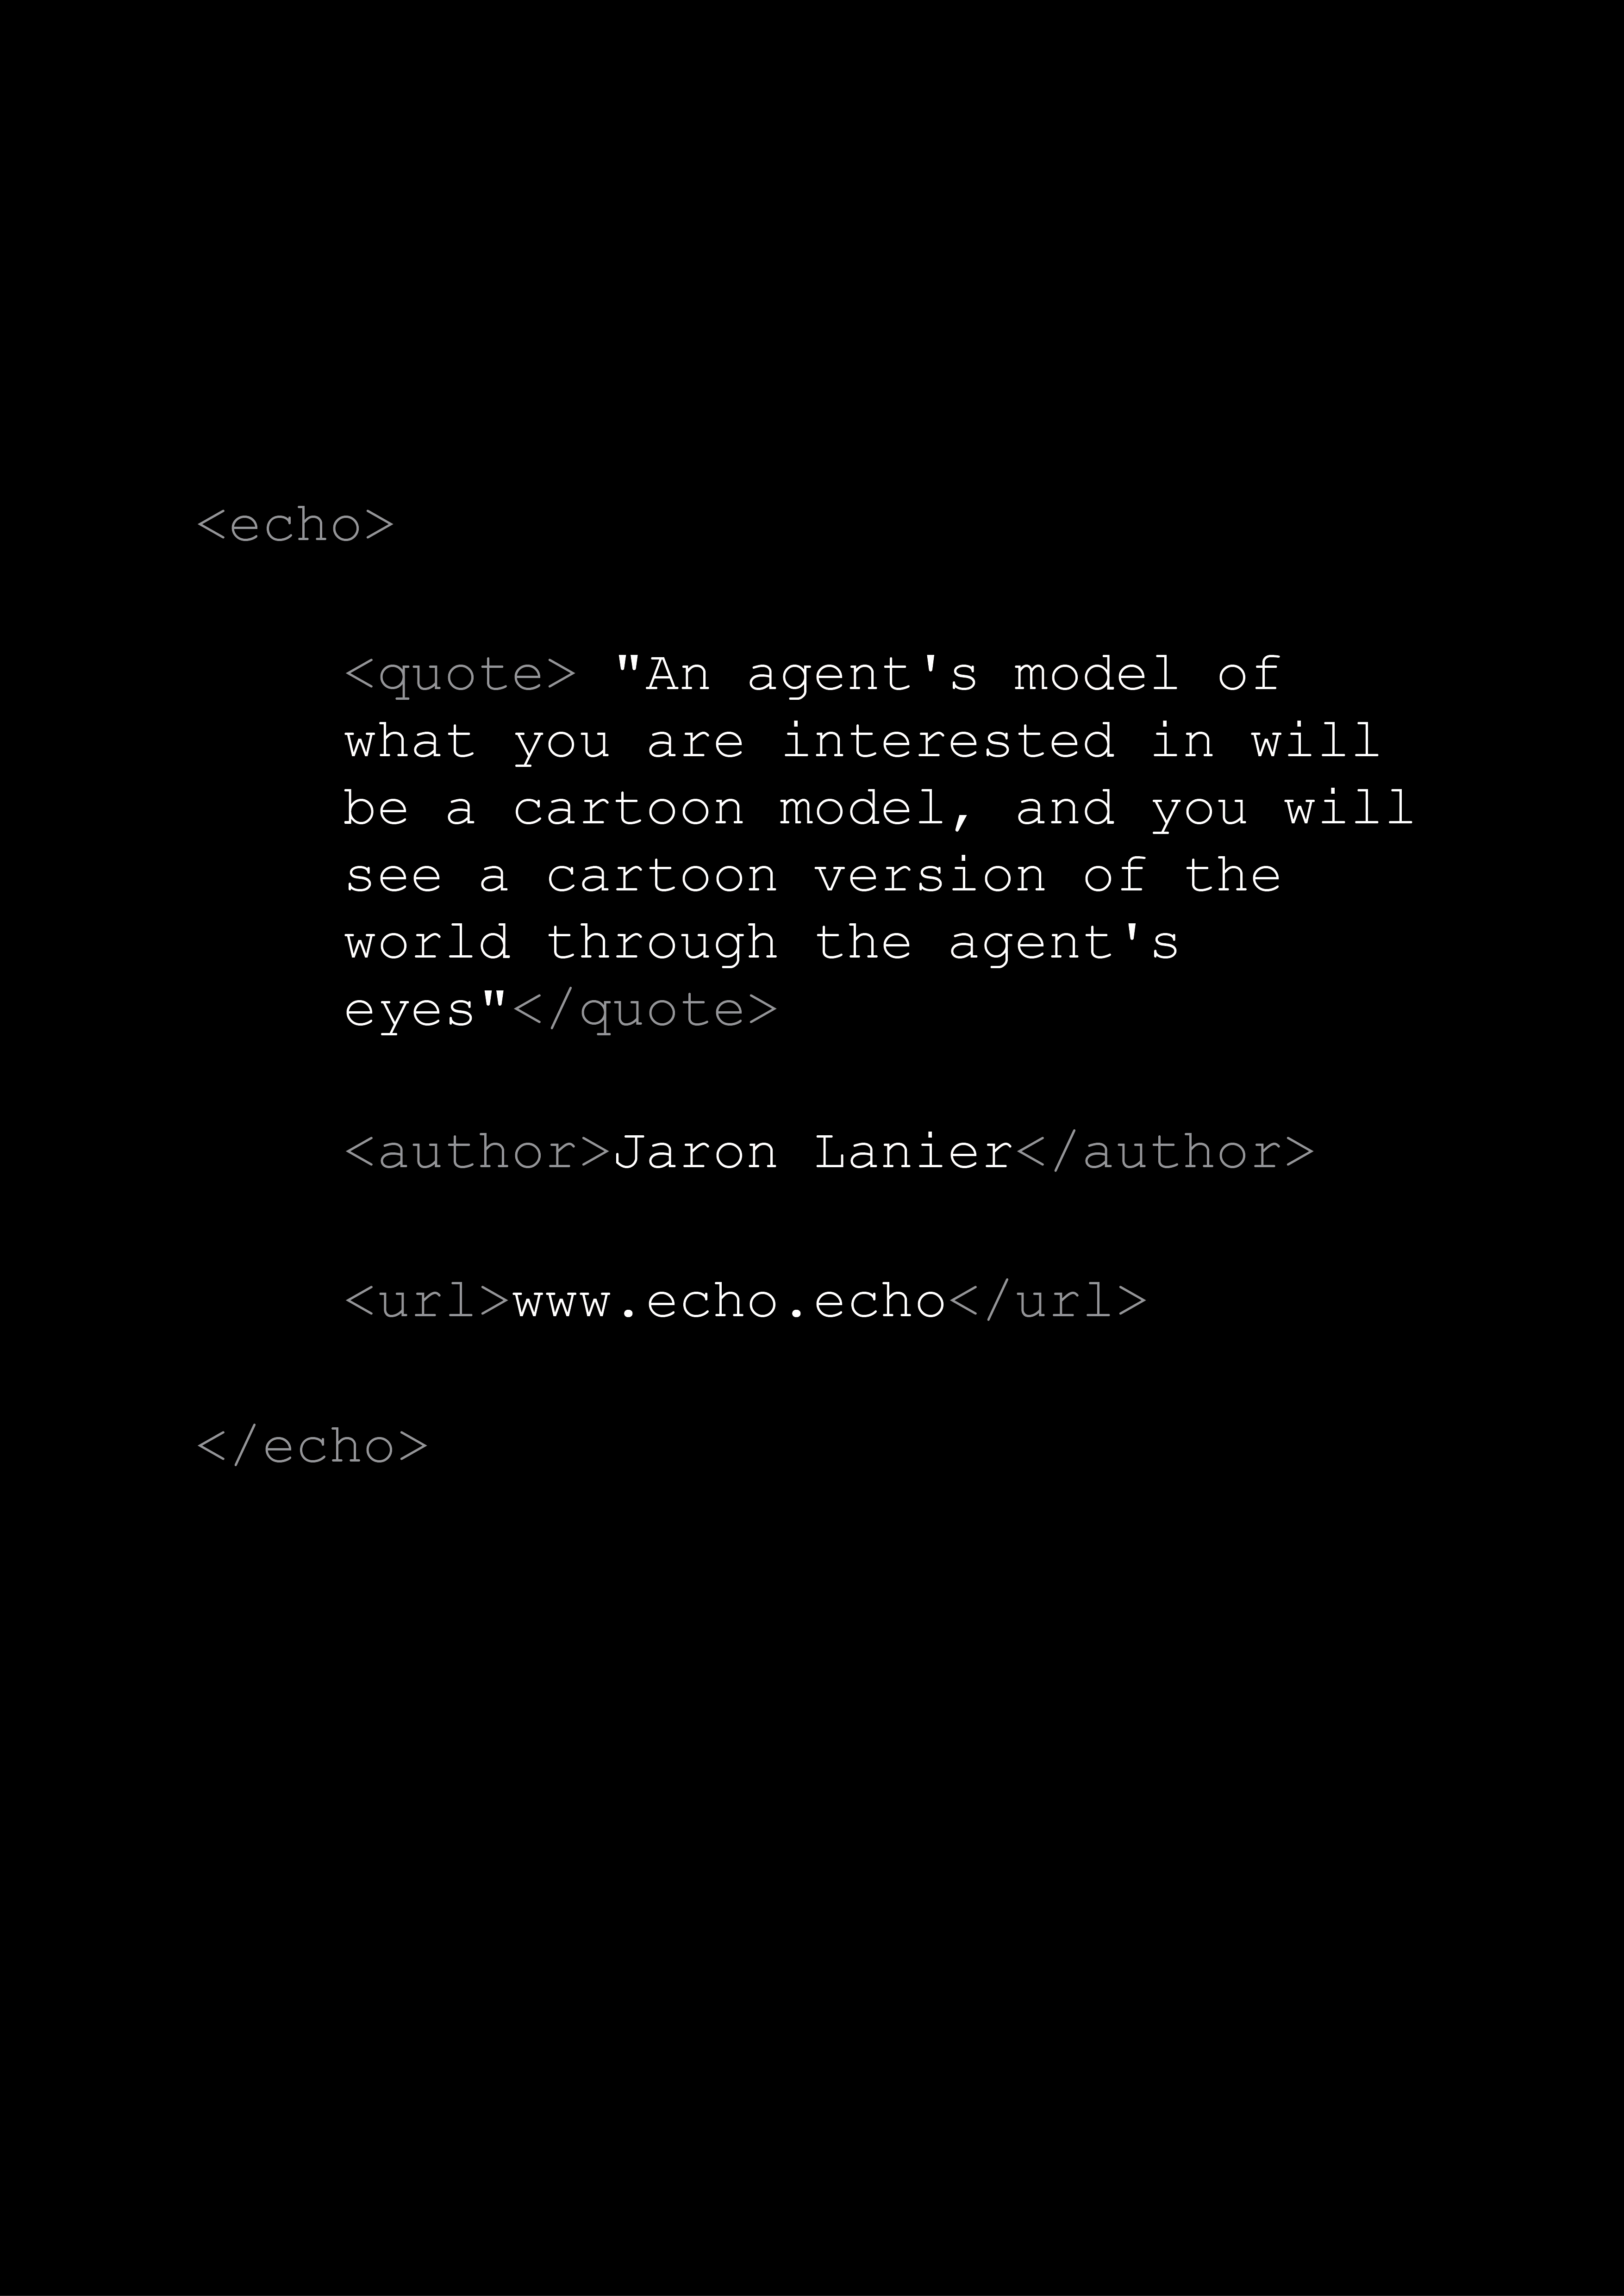 <echo>
<quote> "An agent's model of
what you are interested in will
be a cartoon model, and you will
see a cartoon version of the
world through the agent's
eyes"</quote>
<author>Jaron Lanier</author>
<url>www.echo.echo</url>
</echo>